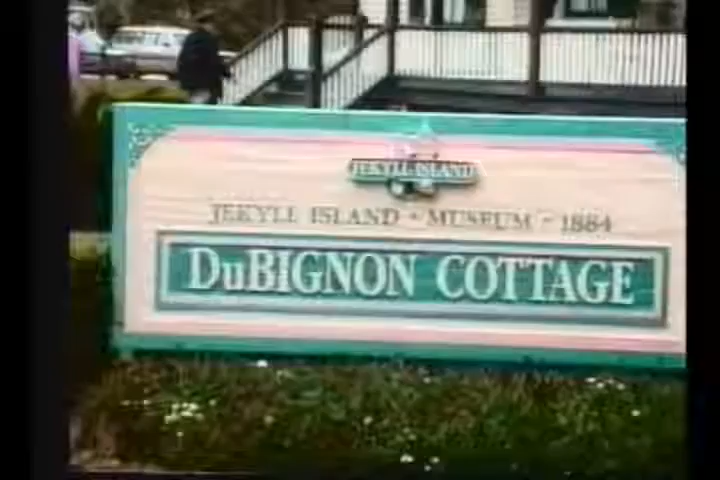 JEKYLL ISLAND
JEKYLL ISLAND • MUSEUM • 1884
DuBIGNON COTTAGE